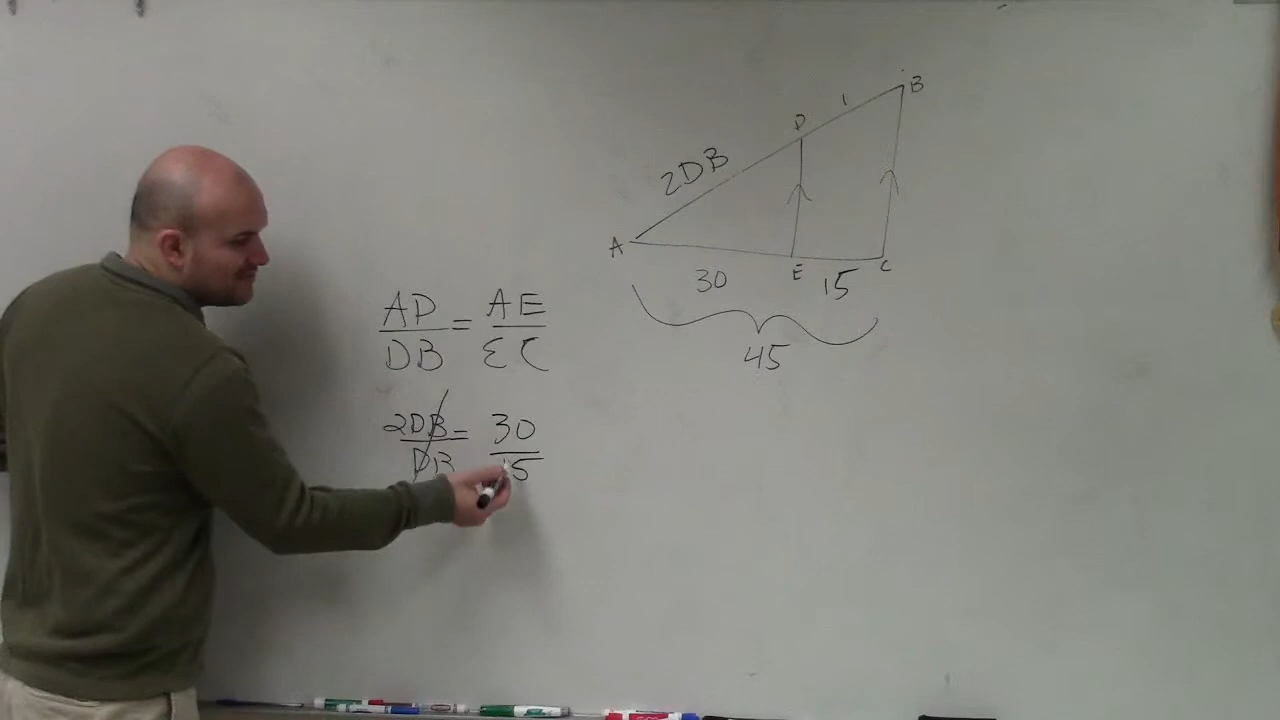 B
1
D
2DB
A
E
C
30
15
45
AD/DB = AE/EC
2DB/DB = 30/15